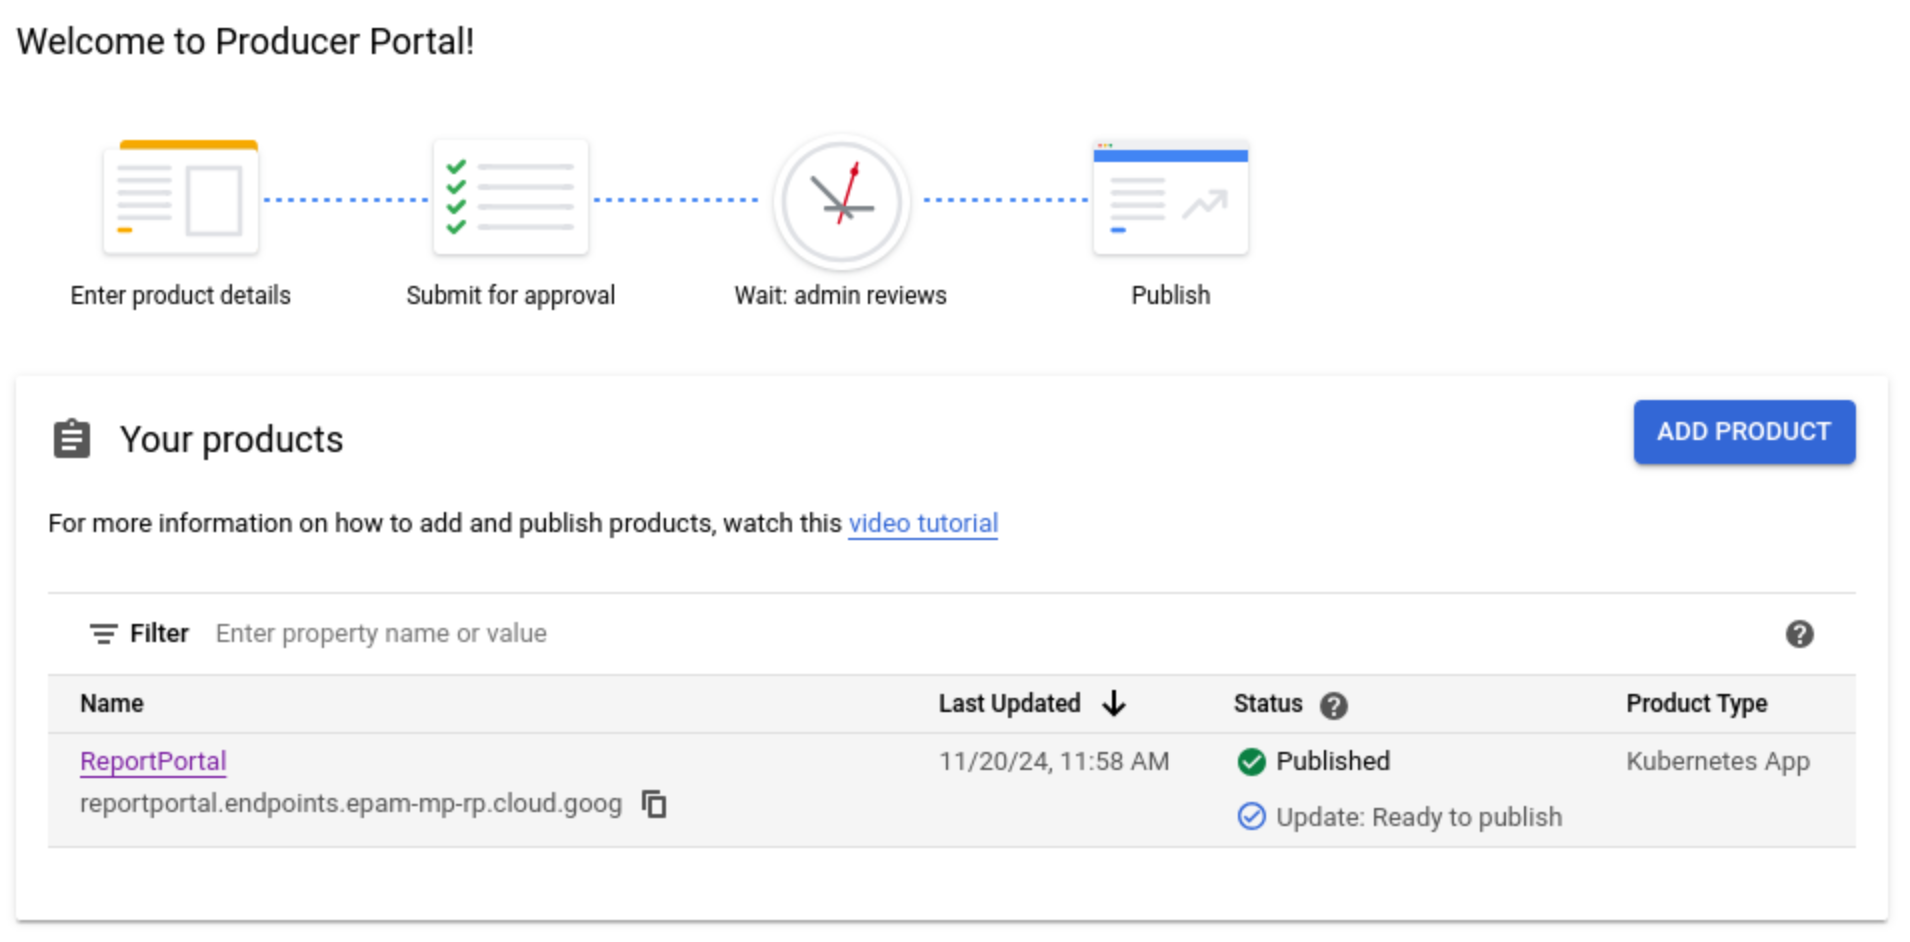 Welcome to Producer Portal!
Enter product details
Submit for approval
Wait: admin reviews
Publish
Your products
ADD PRODUCT
For more information on how to add and publish products, watch this video tutorial
Filter Enter property name or value
Name Last Updated Status Product Type
ReportPortal 11/20/24, 11:58 AM Published Kubernetes App
reportportal.endpoints.epam-mp-rp.cloud.goog
Update: Ready to publish